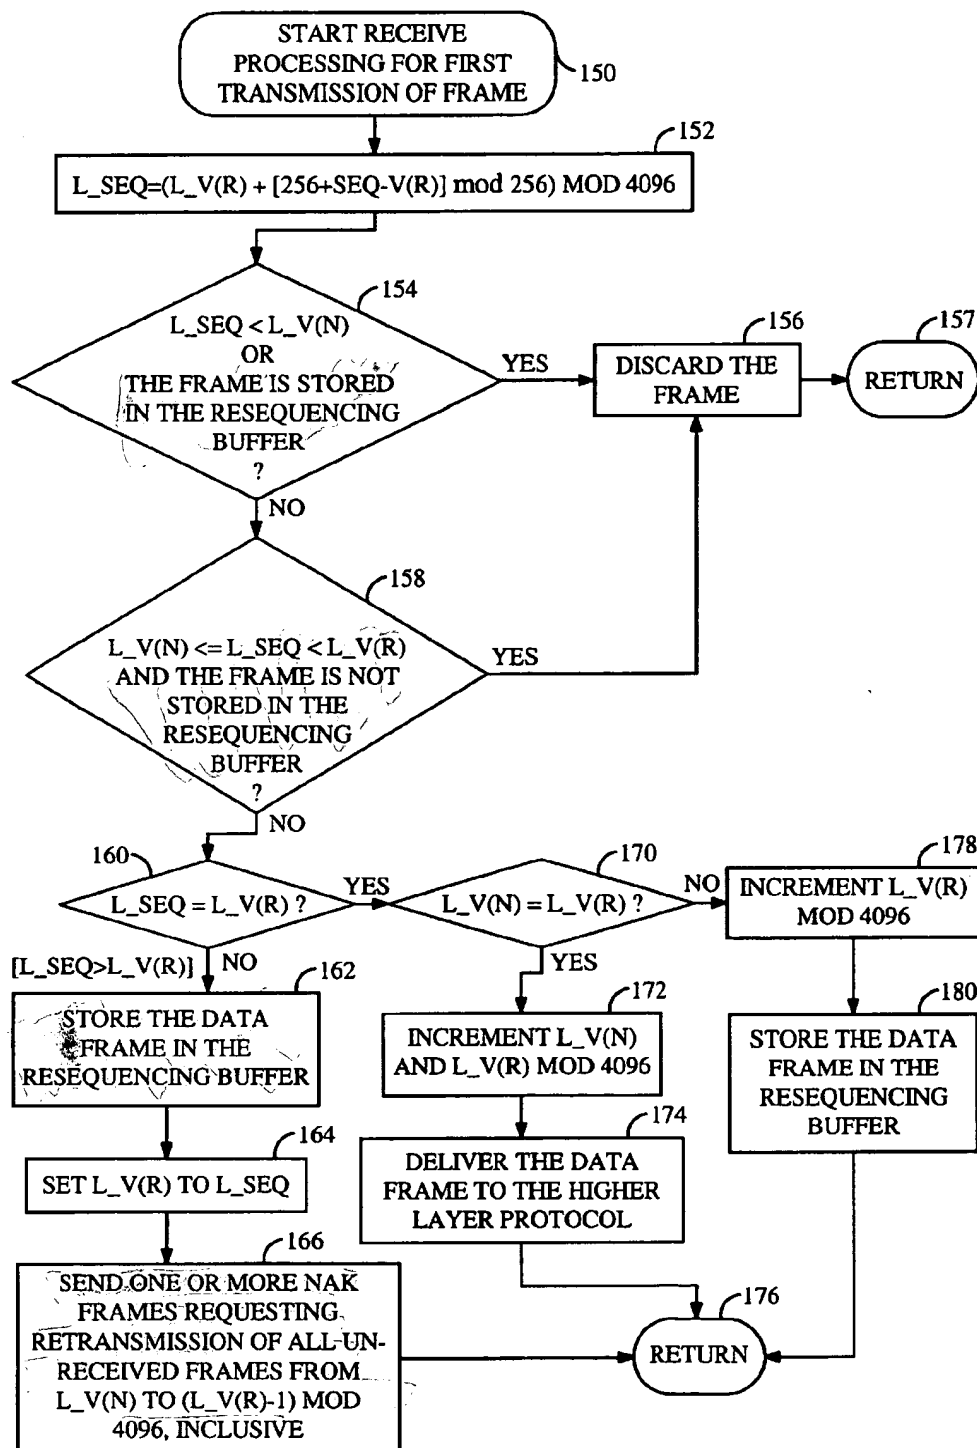 START RECEIVE
PROCESSING FOR FIRST
TRANSMISSION OF FRAME
150
152
L_SEQ=(L_V(R) + [256+SEQ-V(R)] mod 256) MOD 4096
154
L_SEQ < L_V(N)
OR
THE FRAME IS STORED
IN THE RESEQUENCING
BUFFER
?
YES
156
DISCARD THE
FRAME
157
RETURN
NO
158
L_V(N) <= L_SEQ < L_V(R)
AND THE FRAME IS NOT
STORED IN THE
RESEQUENCING
BUFFER
?
YES
NO
160
L_SEQ = L_V(R) ?
YES
170
L_V(N) = L_V(R) ?
NO
178
INCREMENT L_V(R)
MOD 4096
[L_SEQ>L_V(R)]
NO
162
STORE THE DATA
FRAME IN THE
RESEQUENCING BUFFER
YES
172
INCREMENT L_V(N)
AND L_V(R) MOD 4096
180
STORE THE DATA
FRAME IN THE
RESEQUENCING
BUFFER
164
SET L_V(R) TO L_SEQ
174
DELIVER THE DATA
FRAME TO THE HIGHER
LAYER PROTOCOL
166
SEND ONE OR MORE NAK
FRAMES REQUESTING
RETRANSMISSION OF ALL UN-
RECEIVED FRAMES FROM
L_V(N) TO (L_V(R)-1) MOD
4096, INCLUSIVE
176
RETURN